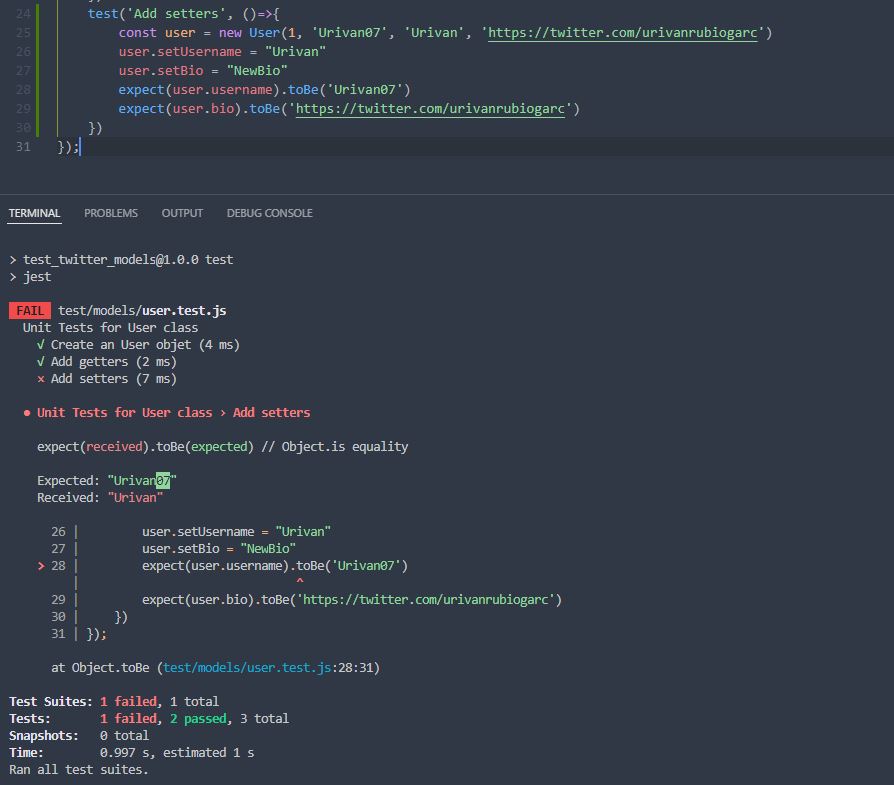 24 test('Add setters', ()=>{
25 const user = new User(1, 'Urivan07', 'Urivan', 'https://twitter.com/urivanrubiogarc')
26 user.setUsername = "Urivan"
27 user.setBio = "NewBio"
28 expect(user.username).toBe('Urivan07')
29 expect(user.bio).toBe('https://twitter.com/urivanrubiogarc')
30 })
31 });
TERMINAL PROBLEMS OUTPUT DEBUG CONSOLE
> test_twitter_models@1.0.0 test
> jest
FAIL test/models/user.test.js
Unit Tests for User class
√ Create an User objet (4 ms)
√ Add getters (2 ms)
× Add setters (7 ms)
● Unit Tests for User class › Add setters
expect(received).toBe(expected) // Object.is equality
Expected: "Urivan07"
Received: "Urivan"
26 | user.setUsername = "Urivan"
27 | user.setBio = "NewBio"
> 28 | expect(user.username).toBe('Urivan07')
| ^
29 | expect(user.bio).toBe('https://twitter.com/urivanrubiogarc')
30 | })
31 | });
at Object.toBe (test/models/user.test.js:28:31)
Test Suites: 1 failed, 1 total
Tests: 1 failed, 2 passed, 3 total
Snapshots: 0 total
Time: 0.997 s, estimated 1 s
Ran all test suites.